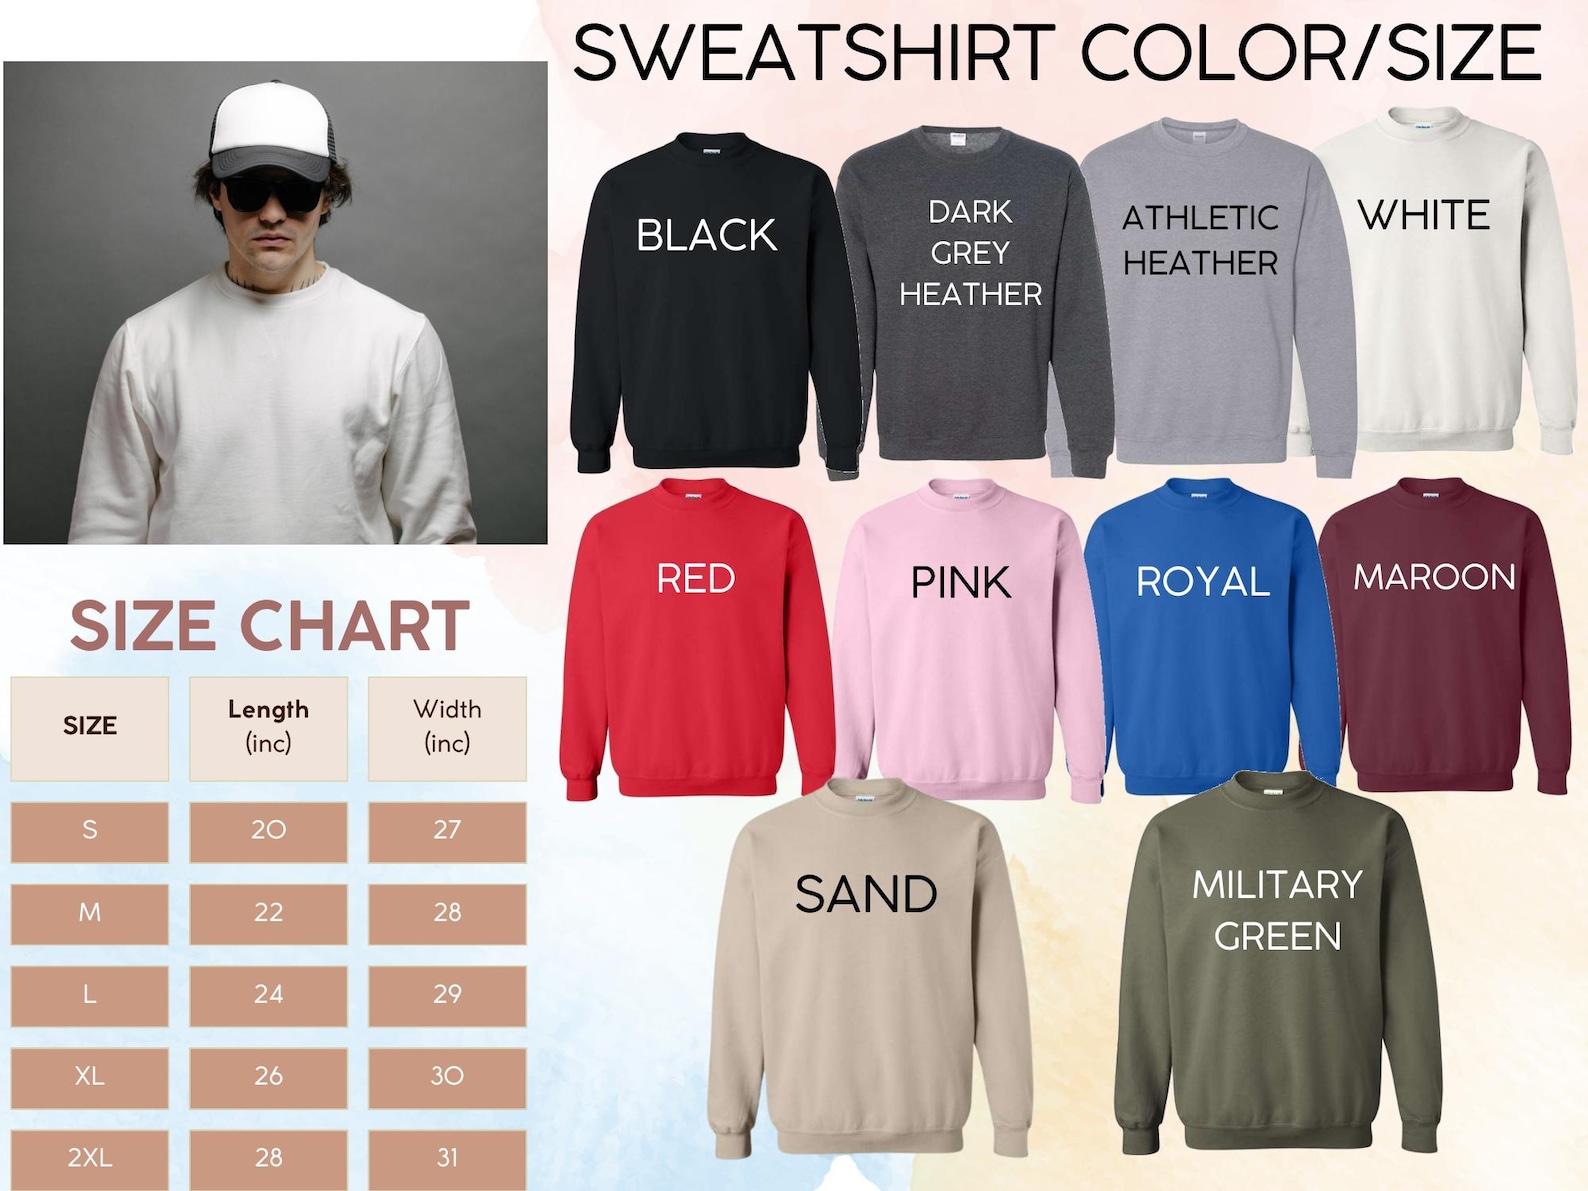 SWEATSHIRT COLOR/SIZE
BLACK
DARK
GREY
HEATHER
ATHLETIC
HEATHER
WHITE
RED
PINK
ROYAL
MAROON
SAND
MILITARY
GREEN
SIZE CHART
SIZE Length (inc) Width (inc)
S 20 27
M 22 28
L 24 29
XL 26 30
2XL 28 31